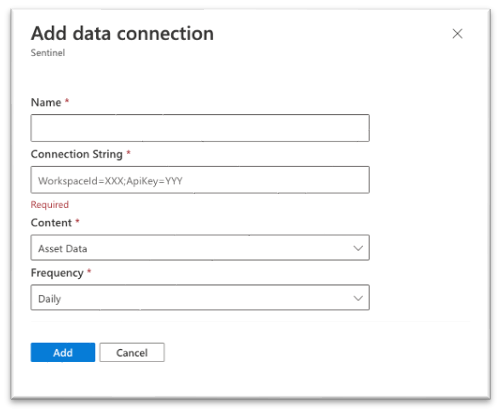 Add data connection
Sentinel
Name *
Connection String *
WorkspaceId=XXX;ApiKey=YYY
Required
Content *
Asset Data
Frequency *
Daily
Add Cancel